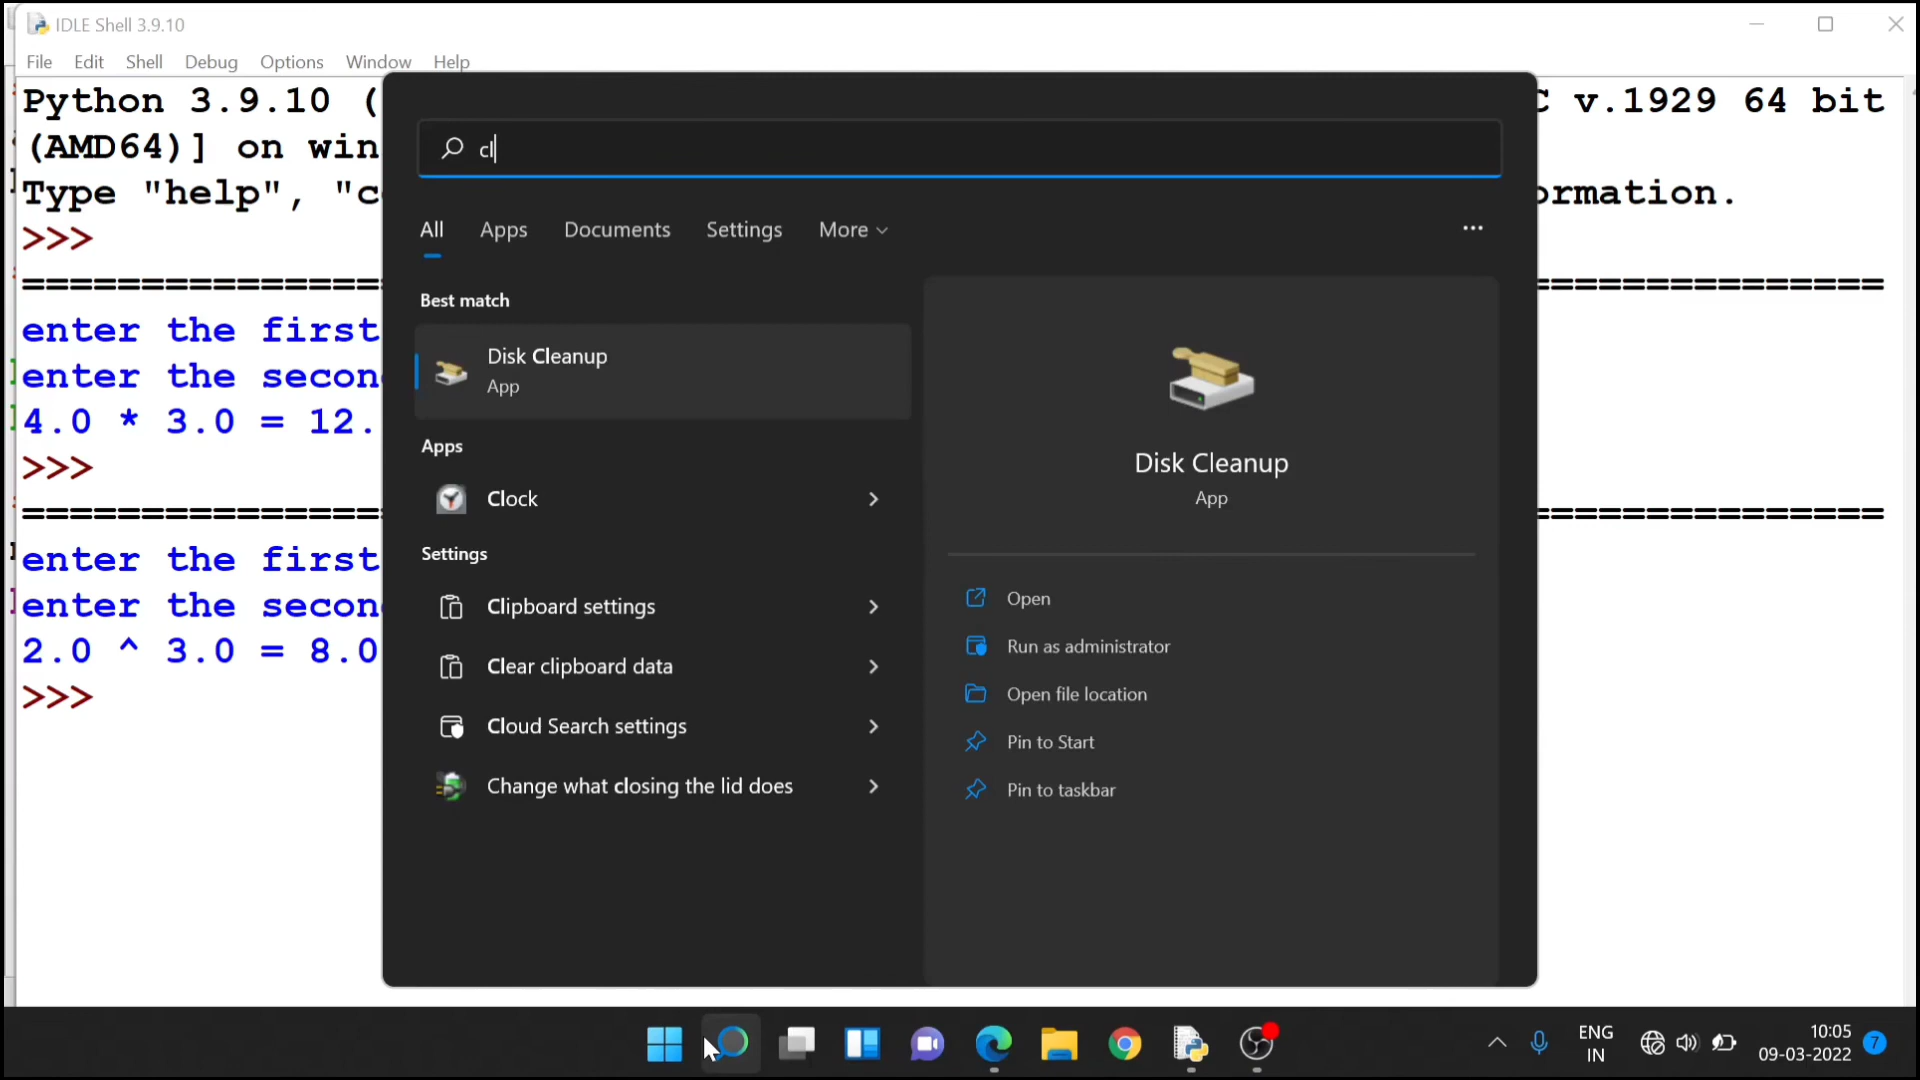 IDLE Shell 3.9.10
File Edit Shell Debug Options Window Help
Python 3.9.10 ( C v.1929 64 bit
(AMD64)] on win
Type "help", "c ormation.
>>>
enter the first
enter the secon
4.0 * 3.0 = 12.
>>>
enter the first
enter the secon
2.0 ^ 3.0 = 8.0
>>>
cl
All Apps Documents Settings More
Best match
Disk Cleanup
App
Apps
Clock
Settings
Clipboard settings
Clear clipboard data
Cloud Search settings
Change what closing the lid does
Disk Cleanup
App
Open
Run as administrator
Open file location
Pin to Start
Pin to taskbar
ENG
IN
10:05
09-03-2022
7